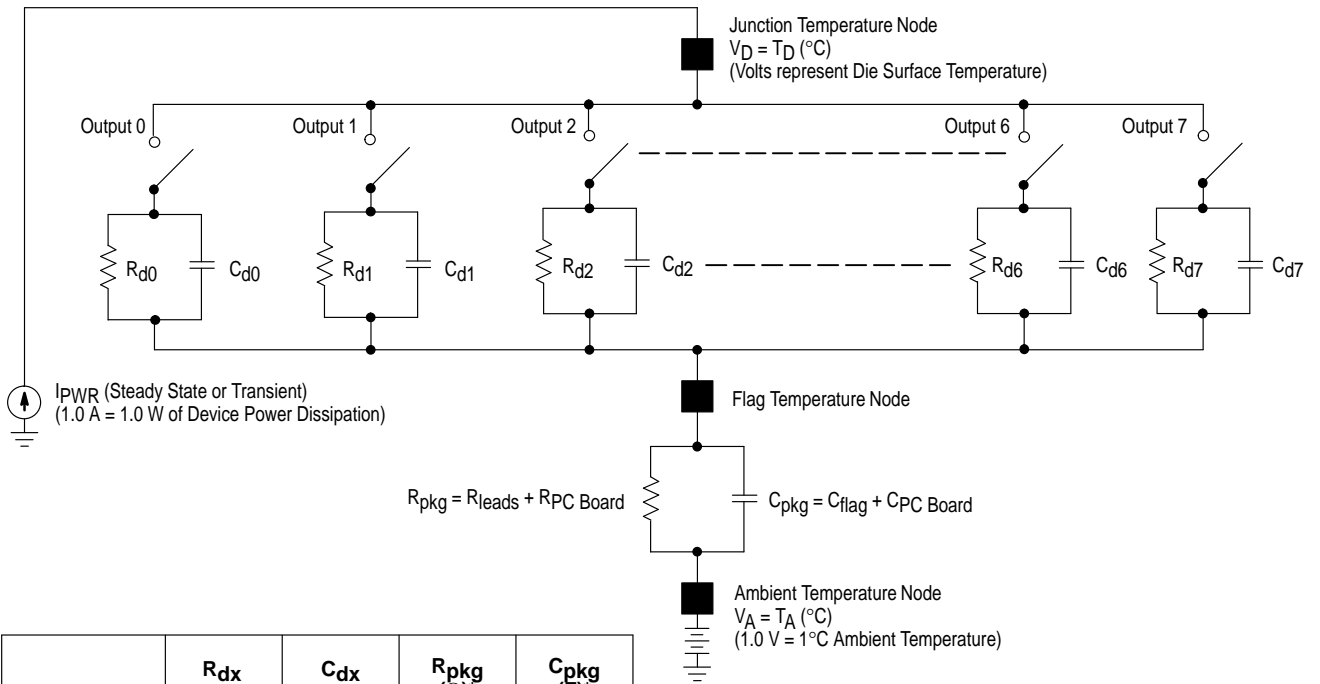 Junction Temperature Node
VD = TD (°C)
(Volts represent Die Surface Temperature)
Output 0
Output 1
Output 2
Output 6
Output 7
Rd0
Cd0
Rd1
Cd1
Rd2
Cd2
Rd6
Cd6
Rd7
Cd7
IPWR (Steady State or Transient)
(1.0 A = 1.0 W of Device Power Dissipation)
Flag Temperature Node
Rpkg = Rleads + RPC Board
Cpkg = Cflag + CPC Board
Ambient Temperature Node
VA = TA (°C)
(1.0 V = 1°C Ambient Temperature)
Rdx
Cdx
Rpkg
Cpkg